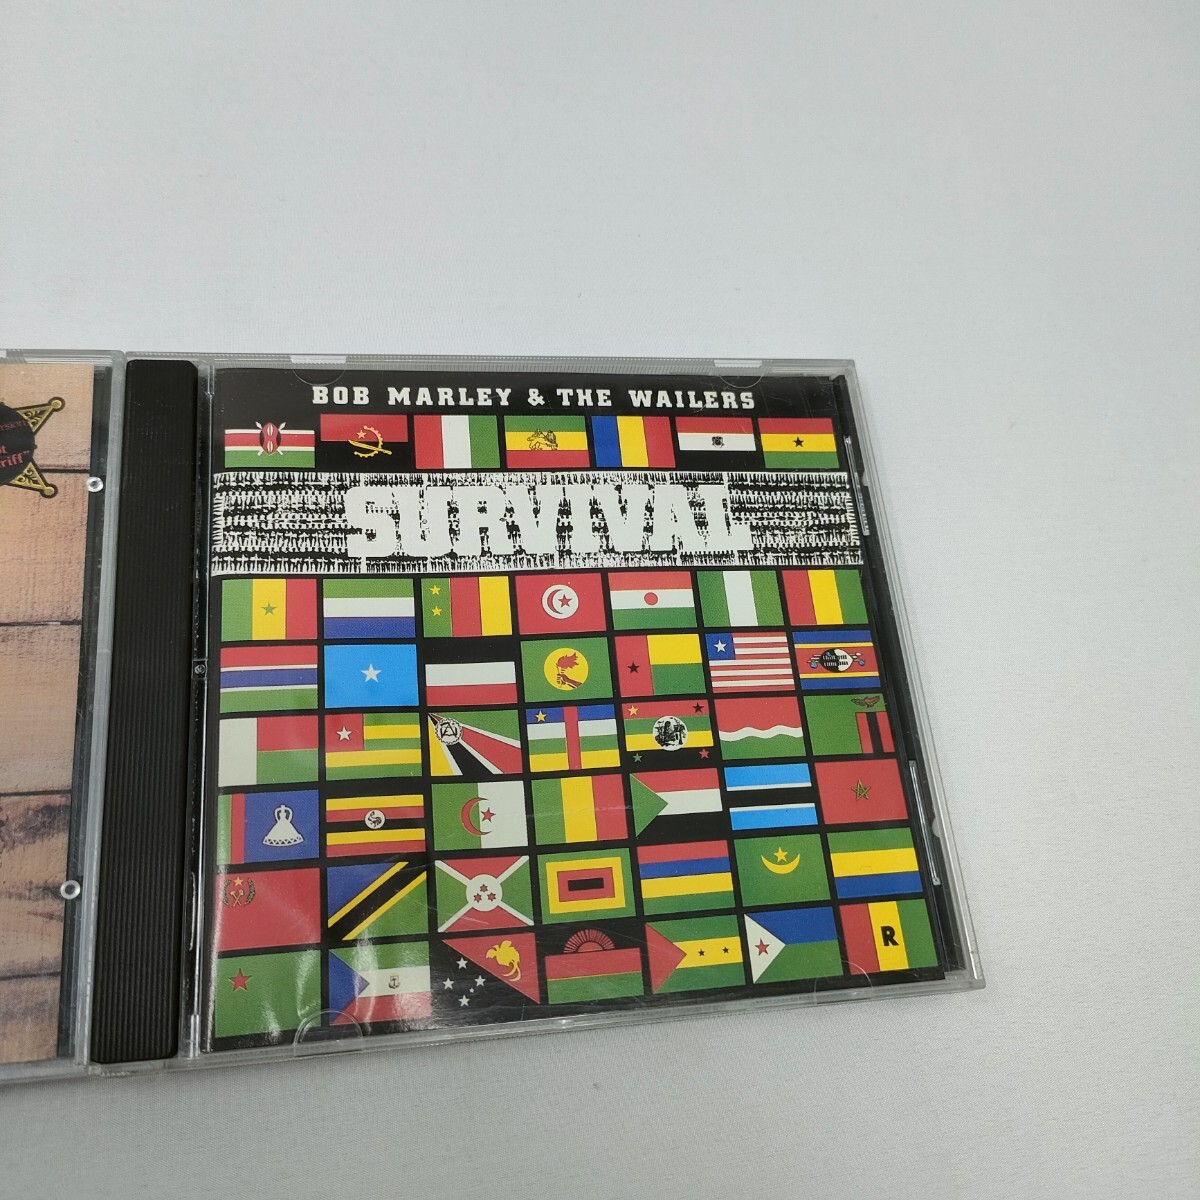 BOB MARLEY & THE WAILERS
SURVIVAL
R